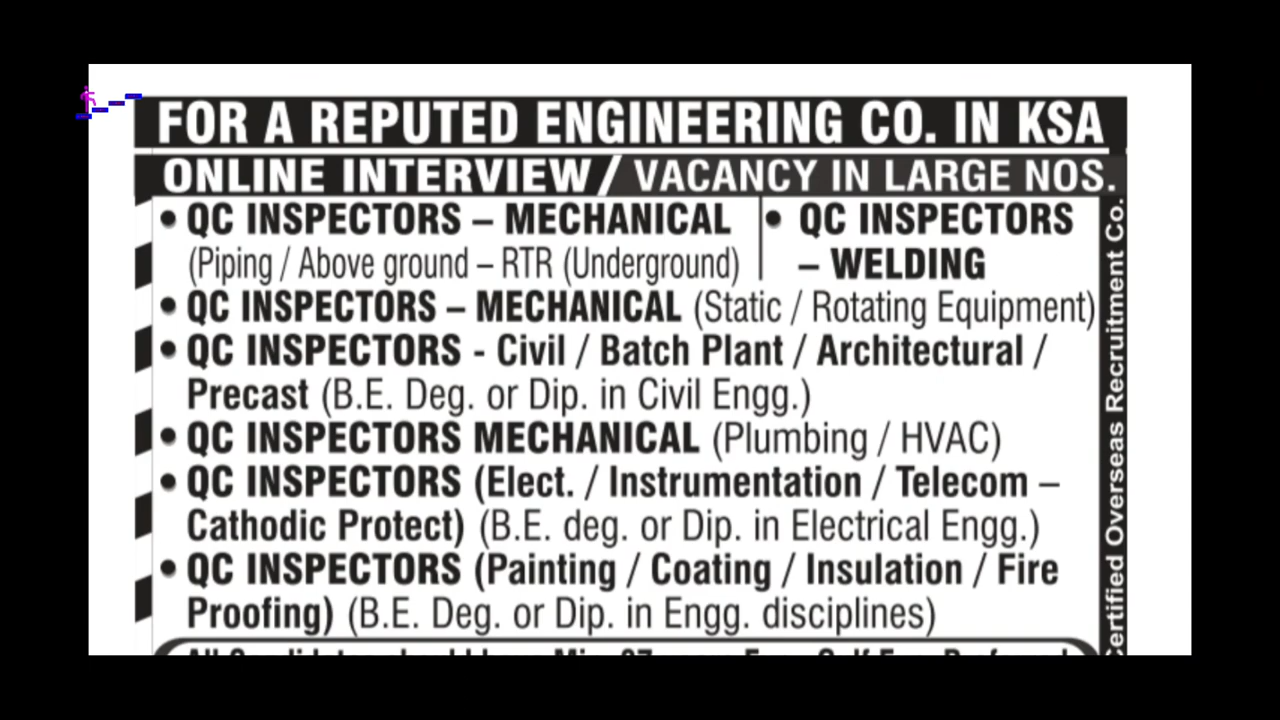 FOR A REPUTED ENGINEERING CO. IN KSA
ONLINE INTERVIEW / VACANCY IN LARGE NOS.
• QC INSPECTORS – MECHANICAL
(Piping / Above ground – RTR (Underground)
• QC INSPECTORS
– WELDING
• QC INSPECTORS – MECHANICAL (Static / Rotating Equipment)
• QC INSPECTORS - Civil / Batch Plant / Architectural /
Precast (B.E. Deg. or Dip. in Civil Engg.)
• QC INSPECTORS MECHANICAL (Plumbing / HVAC)
• QC INSPECTORS (Elect. / Instrumentation / Telecom –
Cathodic Protect) (B.E. deg. or Dip. in Electrical Engg.)
• QC INSPECTORS (Painting / Coating / Insulation / Fire
Proofing) (B.E. Deg. or Dip. in Engg. disciplines)
Certified Overseas Recruitment Co.